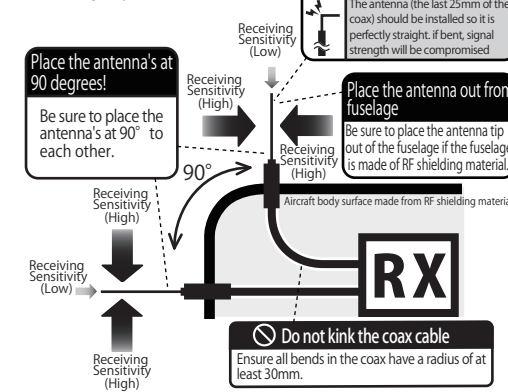 The antenna (the last 25mm of the
coax) should be installed so it is
perfectly straight. if bent, signal
strength will be compromised
Receiving
Sensitivity
(Low)
Place the antenna's at
90 degrees!
Be sure to place the
antenna's at 90° to
each other.
Receiving
Sensitivity
(High)
Place the antenna out from
fuselage
Be sure to place the antenna tip
out of the fuselage if the fuselage
is made of RF shielding material.
Receiving
Sensitivity
(High)
90°
Aircraft body surface made from RF shielding materia
Receiving
Sensitivity
(High)
Receiving
Sensitivity
(Low)
RX
Receiving
Sensitivity
(High)
Do not kink the coax cable
Ensure all bends in the coax have a radius of at
least 30mm.